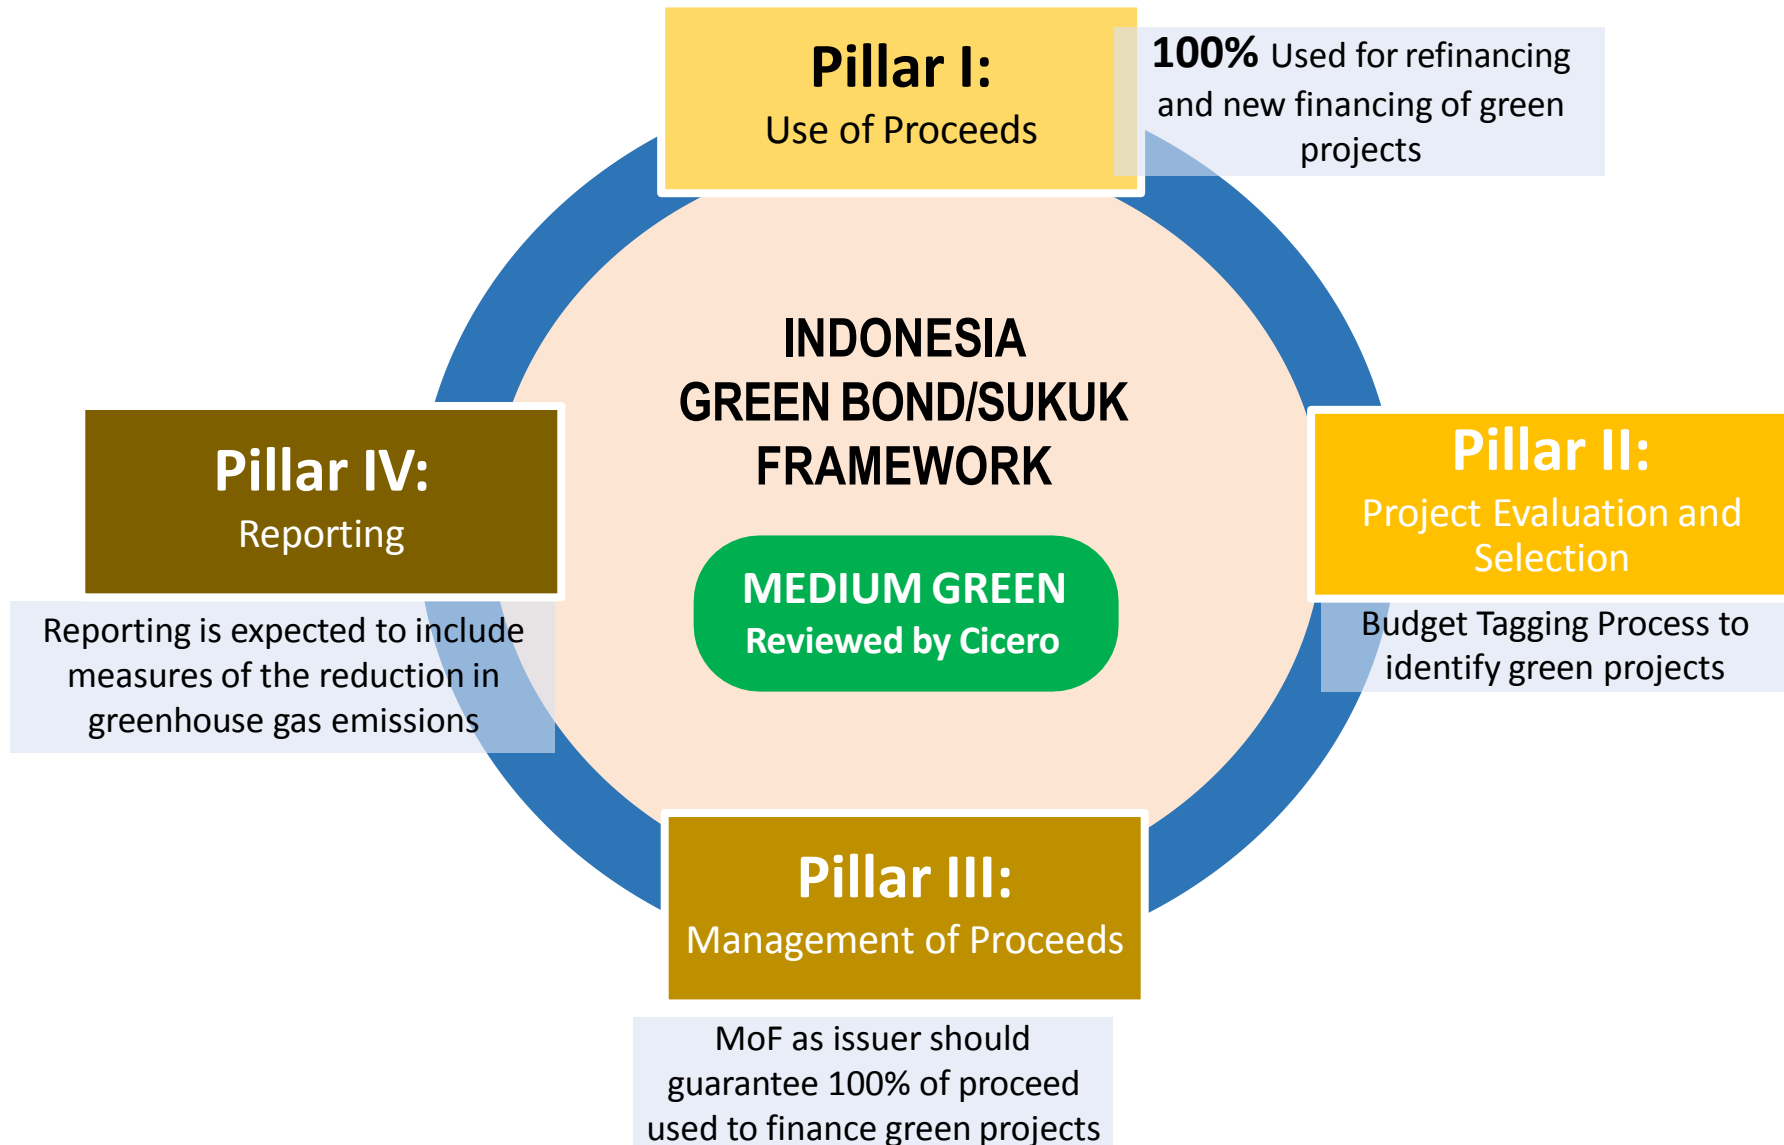 Pillar I:
Use of Proceeds
100% Used for refinancing
and new financing of green
projects
INDONESIA
GREEN BOND/SUKUK
FRAMEWORK
MEDIUM GREEN
Reviewed by Cicero
Pillar II:
Project Evaluation and
Selection
Budget Tagging Process to
identify green projects
Pillar III:
Management of Proceeds
MoF as issuer should
guarantee 100% of proceed
used to finance green projects
Pillar IV:
Reporting
Reporting is expected to include
measures of the reduction in
greenhouse gas emissions